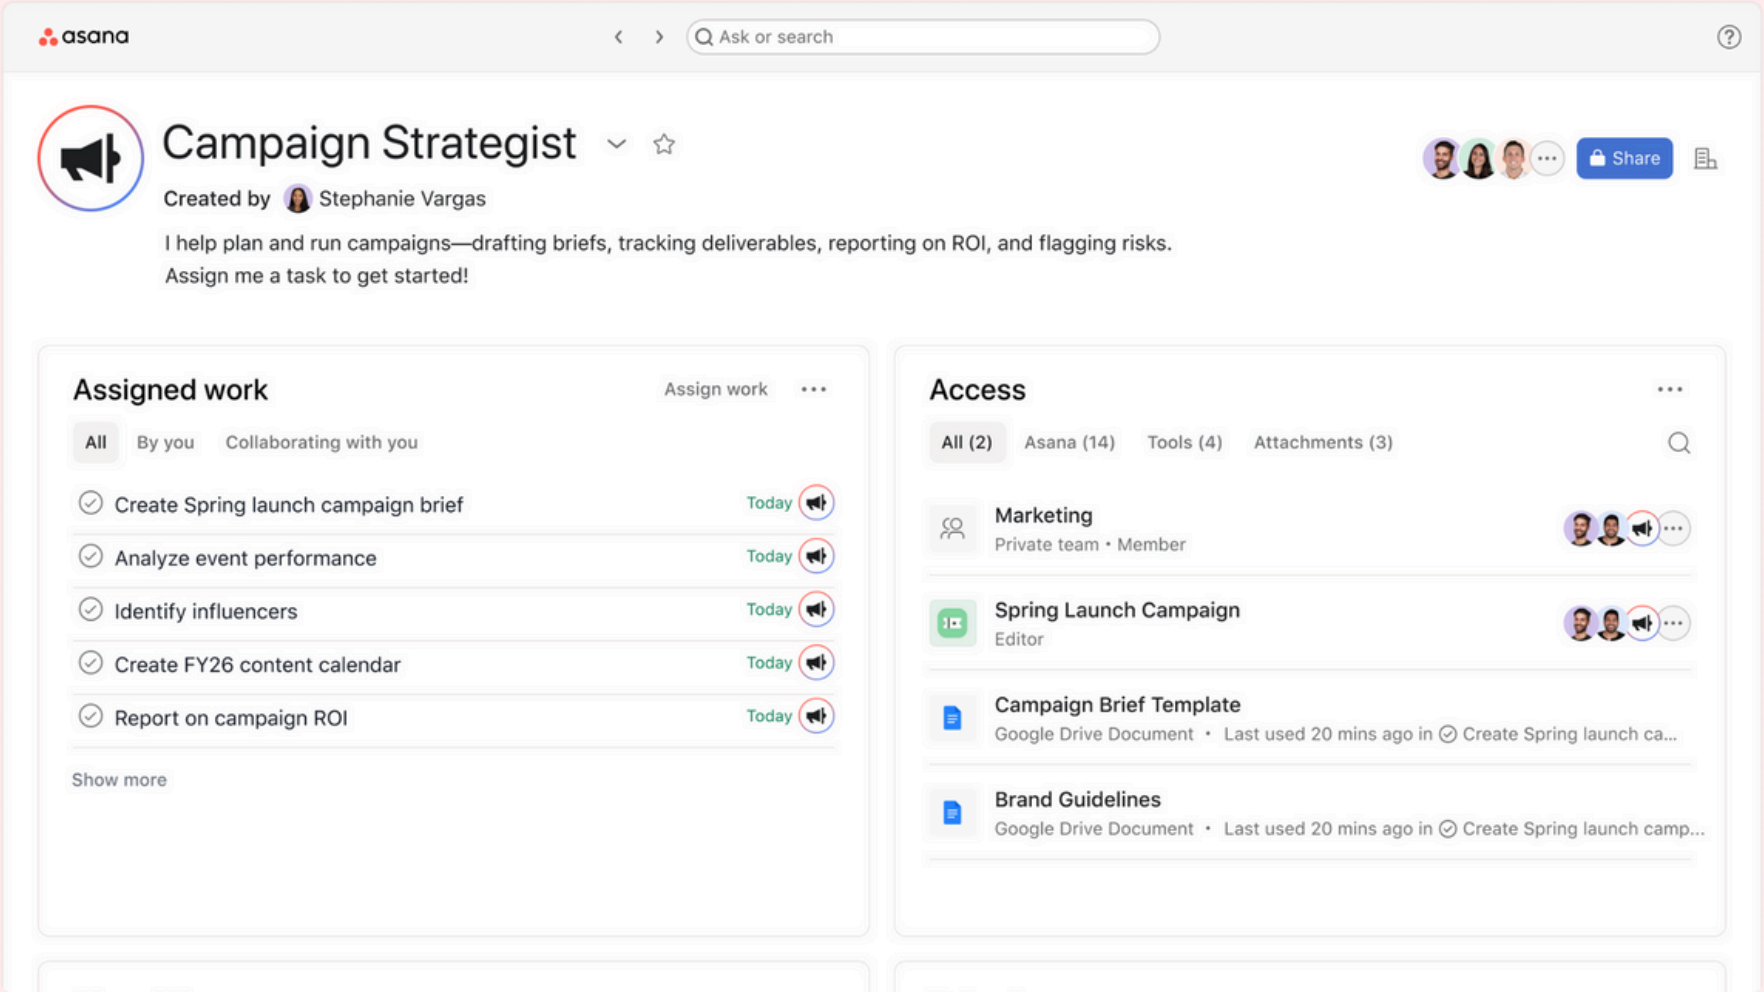 asana
Ask or search
Campaign Strategist
Share
Created by Stephanie Vargas
I help plan and run campaigns—drafting briefs, tracking deliverables, reporting on ROI, and flagging risks.
Assign me a task to get started!
Assigned work
Assign work
All By you Collaborating with you
Create Spring launch campaign brief Today
Analyze event performance Today
Identify influencers Today
Create FY26 content calendar Today
Report on campaign ROI Today
Show more
Access
All (2) Asana (14) Tools (4) Attachments (3)
Marketing
Private team • Member
Spring Launch Campaign
Editor
Campaign Brief Template
Google Drive Document • Last used 20 mins ago in Create Spring launch ca...
Brand Guidelines
Google Drive Document • Last used 20 mins ago in Create Spring launch camp...